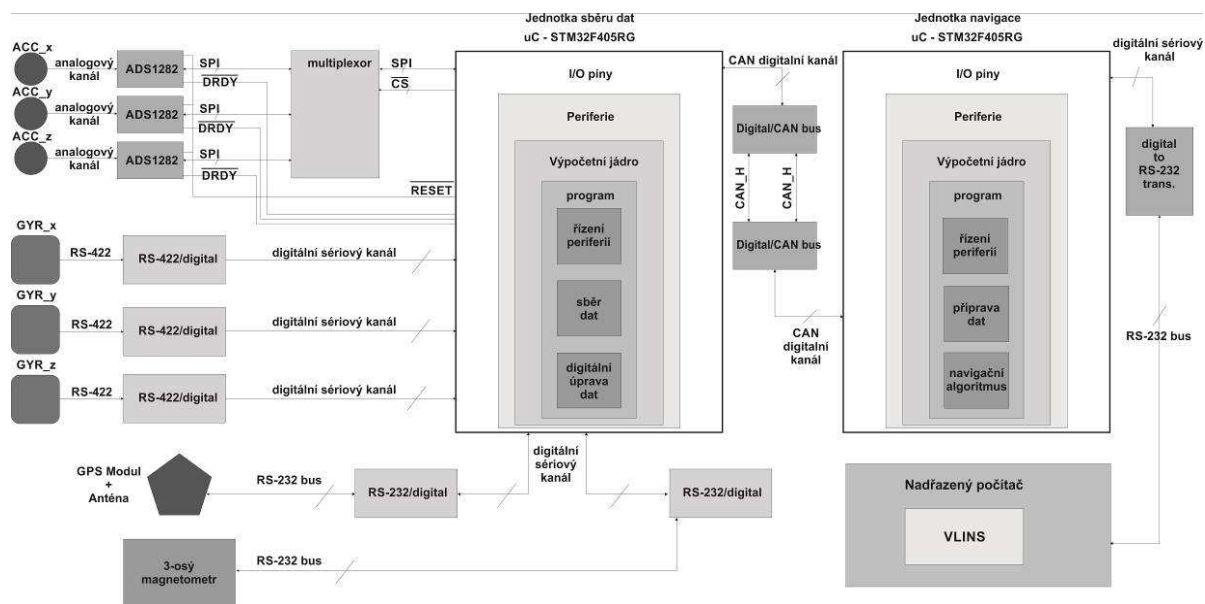 Jednotka sběru dat
uC - STM32F405RG
Jednotka navigace
uC - STM32F405RG
ACC_x
analogový
kanál
ADS1282
SPI
DRDY
ACC_y
analogový
kanál
ADS1282
SPI
DRDY
ACC_z
analogový
kanál
ADS1282
SPI
DRDY
multiplexor
SPI
CS
RESET
GYR_x
RS-422
RS-422/digital
digitální sériový kanál
GYR_y
RS-422
RS-422/digital
digitální sériový kanál
GYR_z
RS-422
RS-422/digital
digitální sériový kanál
I/O piny
Periferie
Výpočetní jádro
program
řízení
periferií
sběr
dat
digitální
úprava
dat
CAN digitalní kanál
Digital/CAN bus
CAN_H
CAN_H
Digital/CAN bus
CAN
digitalní
kanál
I/O piny
Periferie
Výpočetní jádro
program
řízení
periferií
připrava
dat
navigační
algoritmus
digitální sériový
kanál
digital
to
RS-232
trans.
RS-232 bus
GPS Modul
+
Anténa
RS-232 bus
RS-232/digital
digitální
sériový
kanál
RS-232/digital
3-osý
magnetometr
RS-232 bus
Nadřazený počítač
VLINS